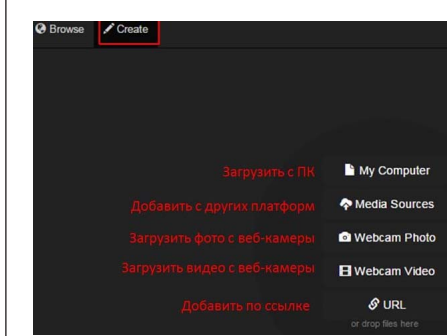 Browse Create
Загрузить с ПК My Computer
Добавить с других платформ Media Sources
Загрузить фото с веб-камеры Webcam Photo
Загрузить видео с веб-камеры Webcam Video
Добавить по ссылке URL
or drop files here